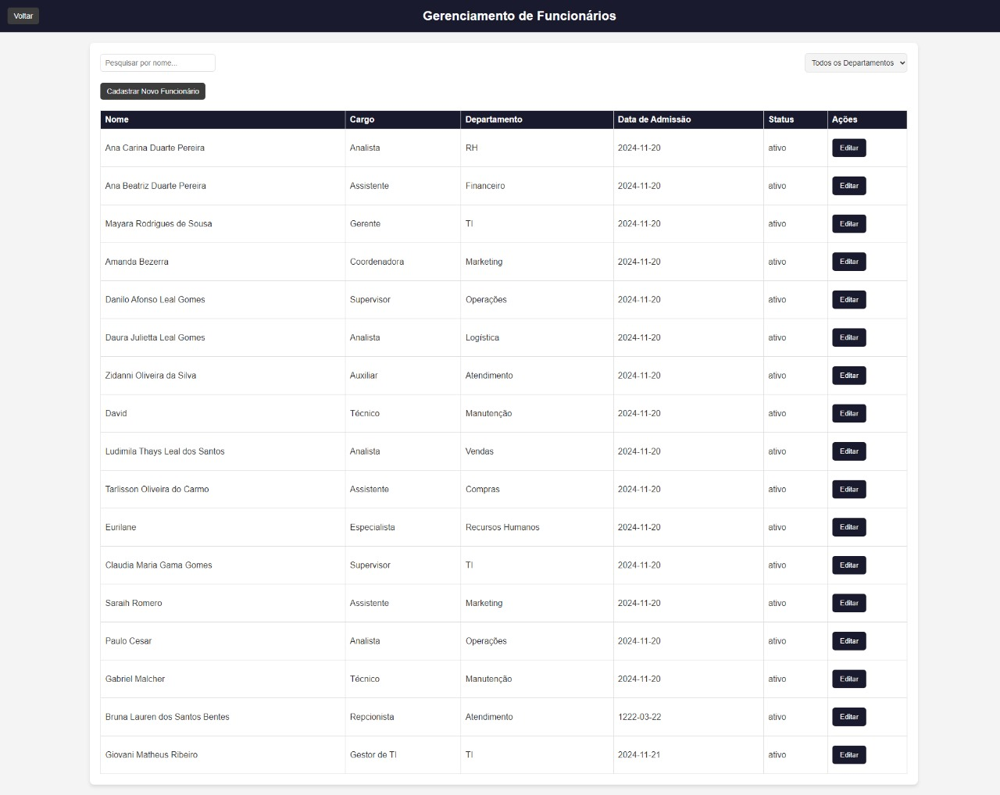 Voltar
Gerenciamento de Funcionários
Pesquisar por nome...
Todos os Departamentos
Cadastrar Novo Funcionário
Nome Cargo Departamento Data de Admissão Status Ações
Ana Carina Duarte Pereira Analista RH 2024-11-20 ativo Editar
Ana Beatriz Duarte Pereira Assistente Financeiro 2024-11-20 ativo Editar
Mayara Rodrigues de Sousa Gerente TI 2024-11-20 ativo Editar
Amanda Bezerra Coordenadora Marketing 2024-11-20 ativo Editar
Danilo Afonso Leal Gomes Supervisor Operações 2024-11-20 ativo Editar
Daura Julietta Leal Gomes Analista Logística 2024-11-20 ativo Editar
Zidanni Oliveira da Silva Auxiliar Atendimento 2024-11-20 ativo Editar
David Técnico Manutenção 2024-11-20 ativo Editar
Ludimila Thays Leal dos Santos Analista Vendas 2024-11-20 ativo Editar
Tarlisson Oliveira do Carmo Assistente Compras 2024-11-20 ativo Editar
Eurilane Especialista Recursos Humanos 2024-11-20 ativo Editar
Claudia Maria Gama Gomes Supervisor TI 2024-11-20 ativo Editar
Saraih Romero Assistente Marketing 2024-11-20 ativo Editar
Paulo Cesar Analista Operações 2024-11-20 ativo Editar
Gabriel Malcher Técnico Manutenção 2024-11-20 ativo Editar
Bruna Lauren dos Santos Bentes Repcionista Atendimento 1222-03-22 ativo Editar
Giovani Matheus Ribeiro Gestor de TI TI 2024-11-21 ativo Editar